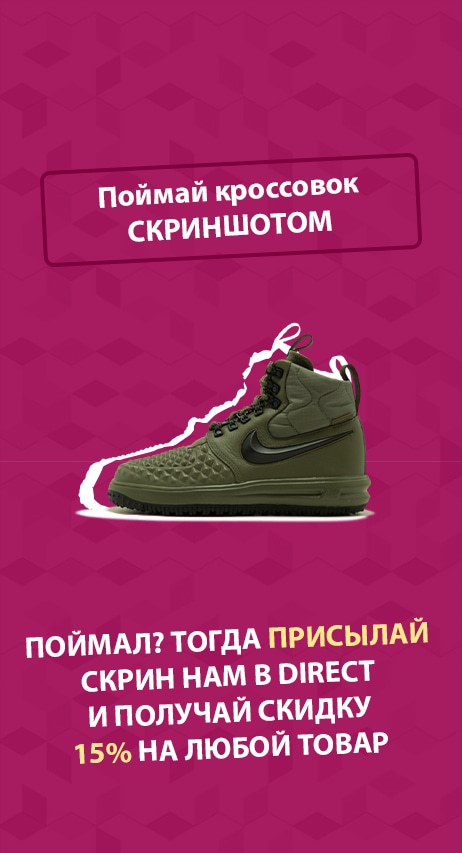 Поймай кроссовок
СКРИНШОТОМ
ПОЙМАЛ? ТОГДА ПРИСЫЛАЙ
СКРИН НАМ В DIRECT
И ПОЛУЧАЙ СКИДКУ
15% НА ЛЮБОЙ ТОВАР